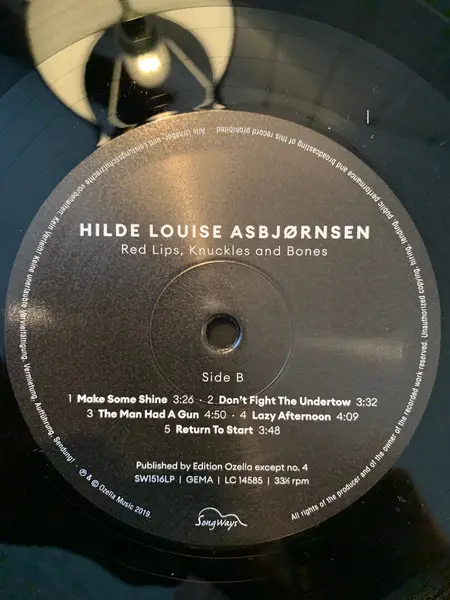 HILDE LOUISE ASBJØRNSEN
Red Lips, Knuckles and Bones
Side B
1 Make Some Shine 3:26 · 2 Don't Fight The Undertow 3:32
3 The Man Had A Gun 4:50 · 4 Lazy Afternoon 4:09
5 Return To Start 3:48
Published by Edition Ozella except no. 4
SW1516LP | GEMA | LC 14585 | 33⅓ rpm
SongWays
℗ & © Ozella Music 2019.
Alle Urheber- und Leistungsschutzrechte vorbehalten. Kein Verleih! Keine unerlaubte Vervielfältigung, Vermietung, Aufführung, Sendung!
All rights of the producer and of the owner of the recorded work reserved. Unauthorized copying, hiring, lending, public performance and broadcasting of this record prohibited